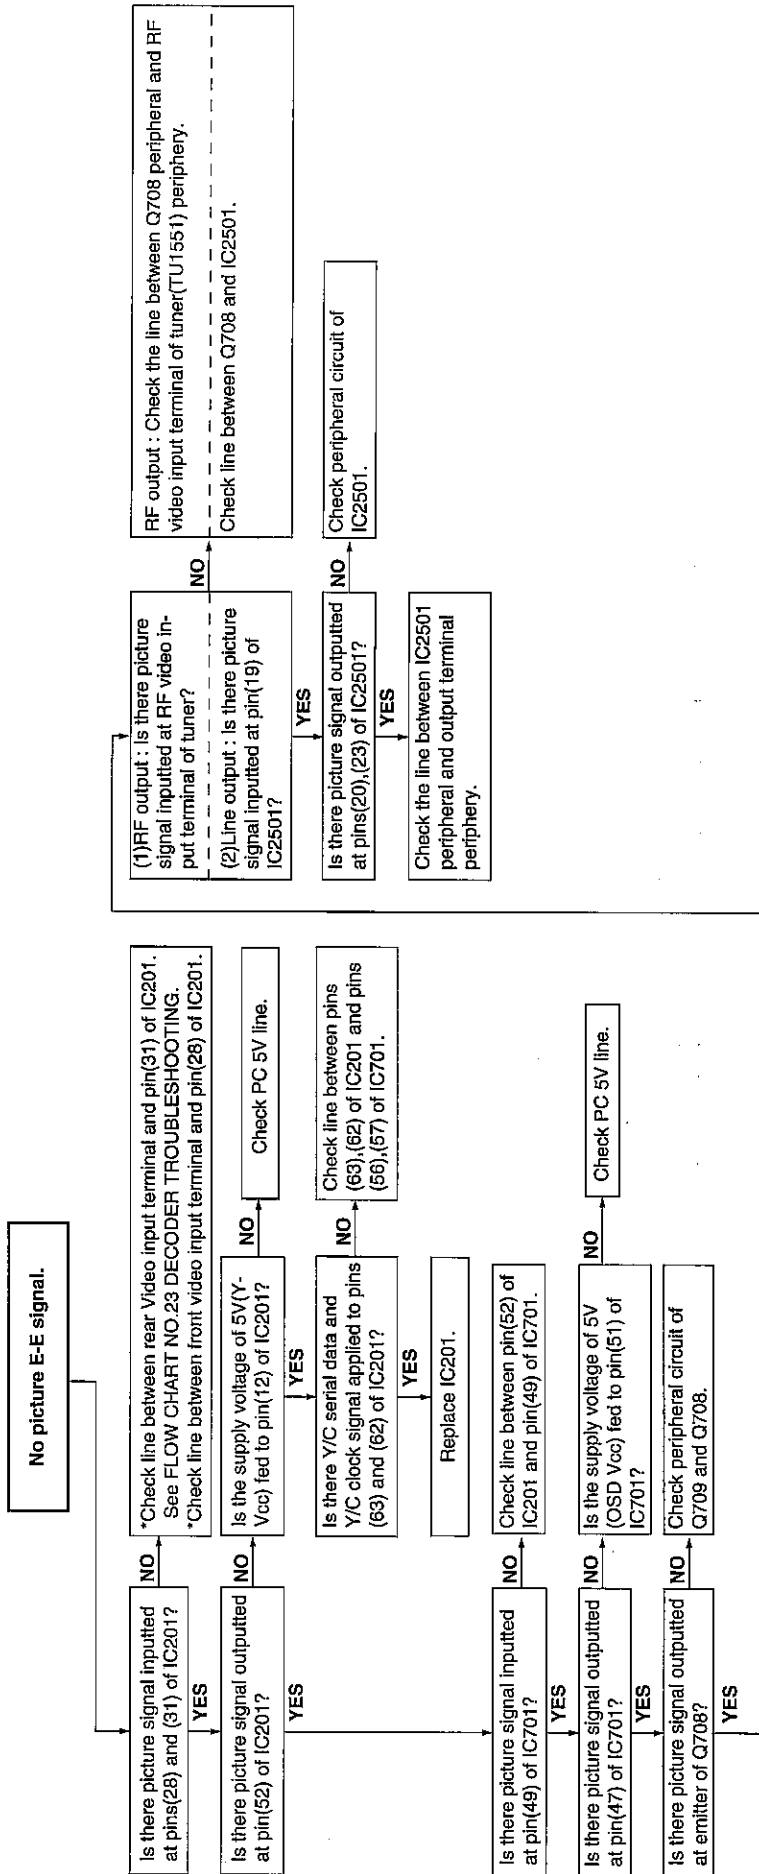 No picture E-E signal.
Is there picture signal inputted
at pins(28) and (31) of IC201?
NO
*Check line between rear Video input terminal and pin(31) of IC201.
See FLOW CHART NO.23 DECODER TROUBLESHOOTING.
*Check line between front video input terminal and pin(28) of IC201.
YES
Is there picture signal outputted
at pin(52) of IC201?
NO
Is the supply voltage of 5V(Y-
Vcc) fed to pin(12) of IC201?
NO
Check PC 5V line.
YES
Is there Y/C serial data and
Y/C clock signal applied to pins
(63) and (62) of IC201?
NO
Check line between pins
(63),(62) of IC201 and pins
(56),(57) of IC701.
YES
Replace IC201.
YES
Is there picture signal inputted
at pin(49) of IC701?
NO
Check line between pin(52) of
IC201 and pin(49) of IC701.
YES
Is there picture signal outputted
at pin(47) of IC701?
NO
Is the supply voltage of 5V
(OSD Vcc) fed to pin(51) of
IC701?
NO
Check PC 5V line.
YES
Is there picture signal outputted
at emitter of Q708?
NO
Check peripheral circuit of
Q709 and Q708.
YES
(1)RF output : Is there picture
signal inputted at RF video in-
put terminal of tuner?
(2)Line output : Is there picture
signal inputted at pin(19) of
IC2501?
NO
RF output : Check the line between Q708 peripheral and RF
video input terminal of tuner(TU1551) periphery.
Check line between Q708 and IC2501.
YES
Is there picture signal outputted
at pins(20),(23) of IC2501?
NO
Check peripheral circuit of
IC2501.
YES
Check the line between IC2501
peripheral and output terminal
periphery.